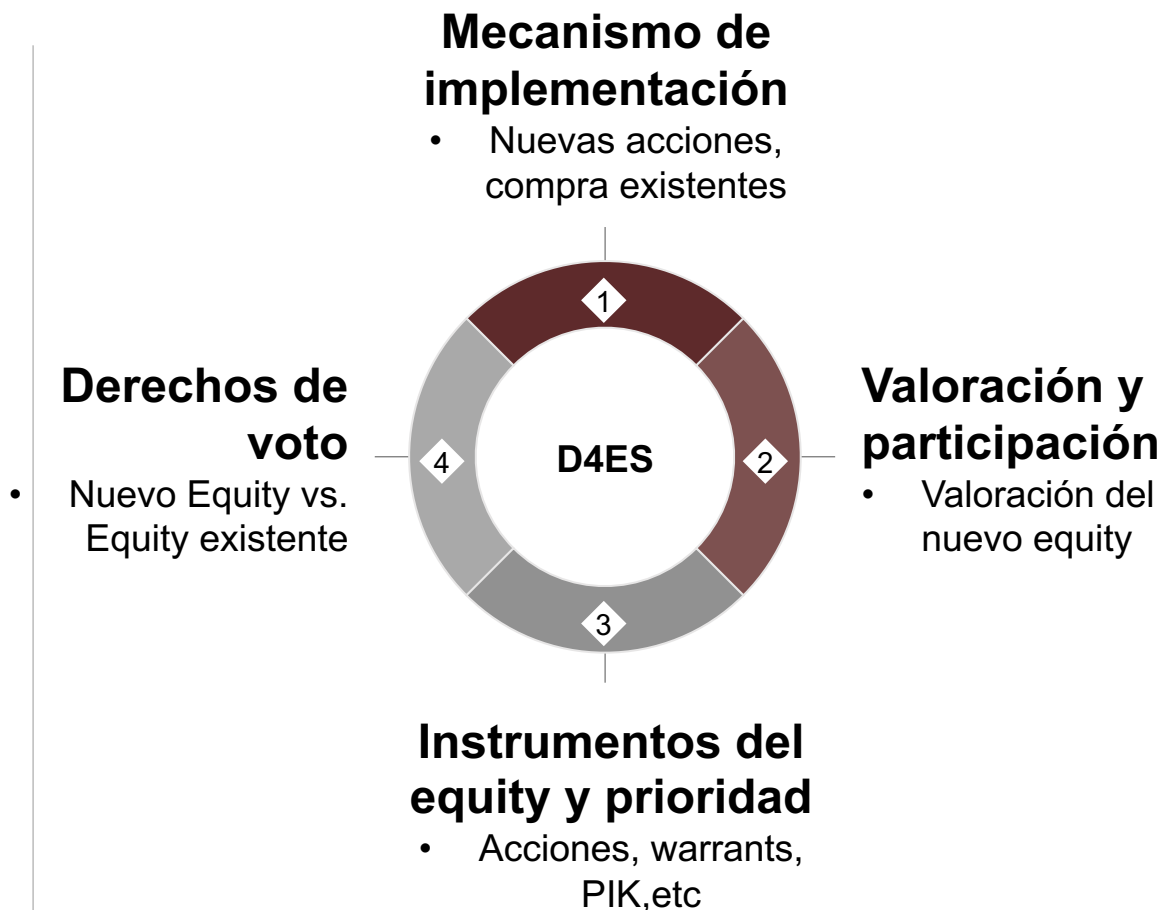 Mecanismo de
implementación
• Nuevas acciones,
compra existentes
1
Derechos de
voto
• Nuevo Equity vs.
Equity existente
4
D4ES
2
Valoración y
participación
• Valoración del
nuevo equity
3
Instrumentos del
equity y prioridad
• Acciones, warrants,
PIK,etc